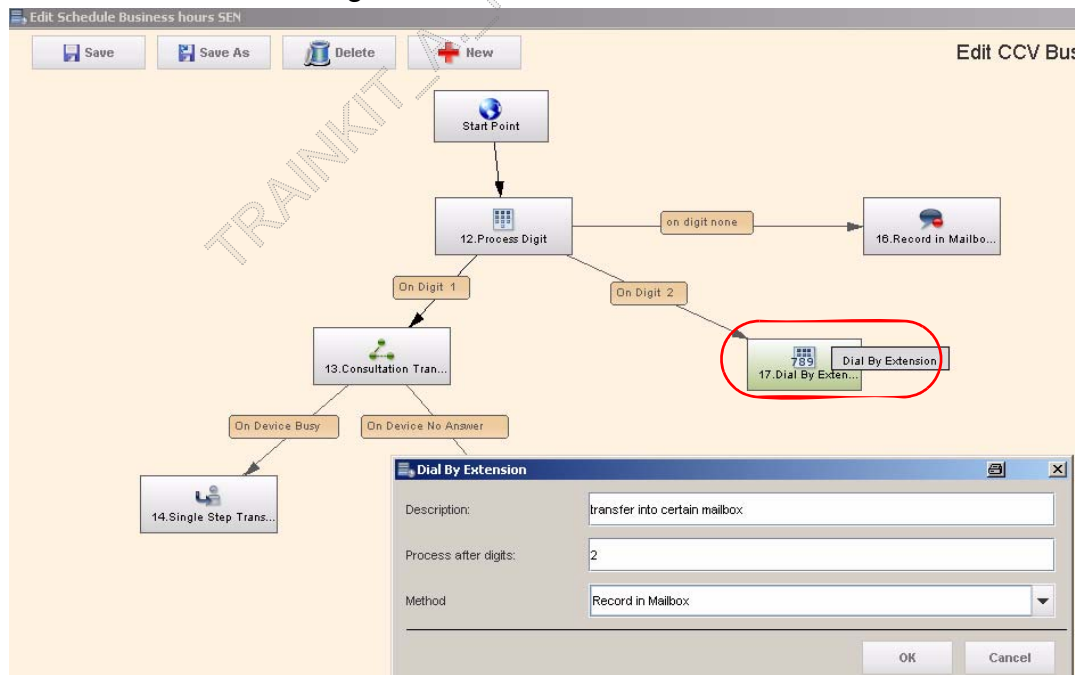 Edit Schedule Business hours SEN
Save
Save As
Delete
New
Edit CCV Bus
Start Point
12.Process Digit
on digit none
16.Record in Mailbo...
On Digit 1
On Digit 2
13.Consultation Tran...
789
17.Dial By Exten...
Dial By Extension
On Device Busy
On Device No Answer
14.Single Step Trans...
Dial By Extension
Description:
transfer into certain mailbox
Process after digits:
2
Method
Record in Mailbox
OK
Cancel
TRAINKIT_A